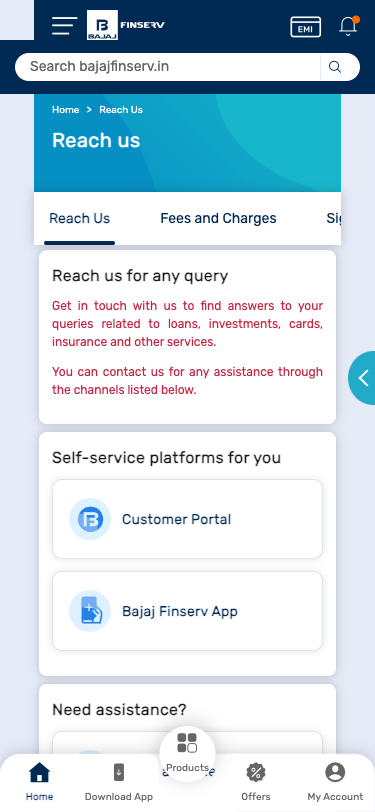 BAJAJ
FINSERV
EMI
Search bajajfinserv.in
Home > Reach Us
Reach us
Reach Us
Fees and Charges
Reach us for any query
Get in touch with us to find answers to your
queries related to loans, investments, cards,
insurance and other services.
You can contact us for any assistance through
the channels listed below.
Self-service platforms for you
Customer Portal
Bajaj Finserv App
Need assistance?
Products
Home
Download App
Offers
My Account